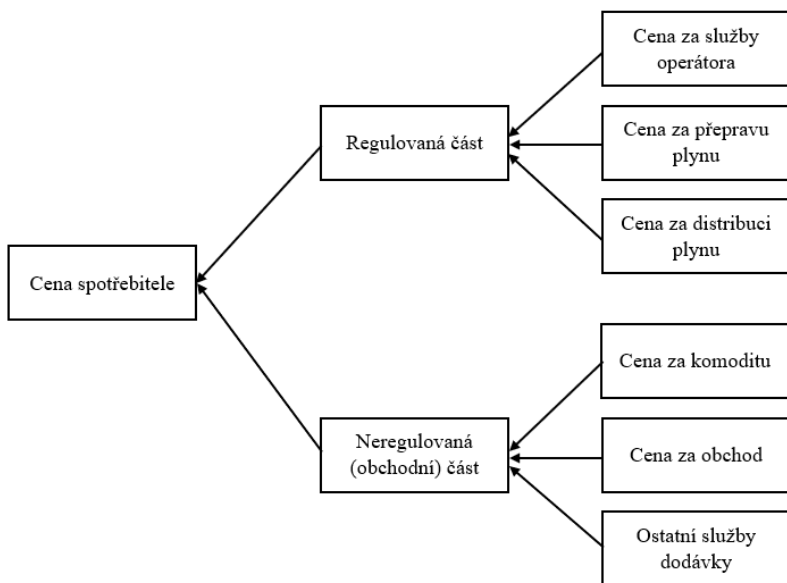 Cena za služby
operátora
Regulovaná část
Cena za přepravu
plynu
Cena za distribuci
plynu
Cena spotřebitele
Cena za komoditu
Neregulovaná
(obchodní) část
Cena za obchod
Ostatní služby
dodávky